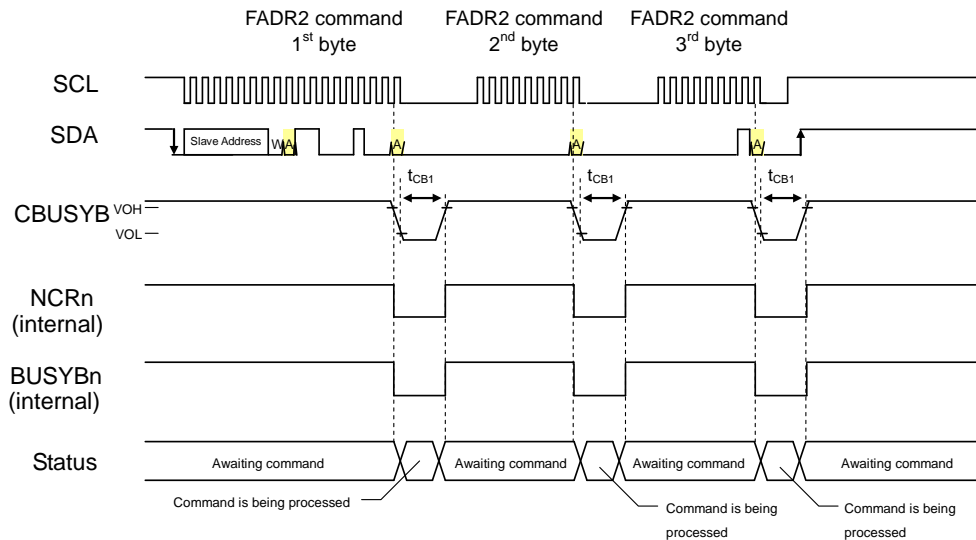 FADR2 command
1st byte
FADR2 command
2nd byte
FADR2 command
3rd byte
SCL
SDA
Slave Address
W
A
A
A
A
tCB1
tCB1
tCB1
CBUSYB
VOH
VOL
NCRn
(internal)
BUSYBn
(internal)
Status
Awaiting command
Awaiting command
Awaiting command
Awaiting command
Command is being processed
Command is being
processed
Command is being
processed